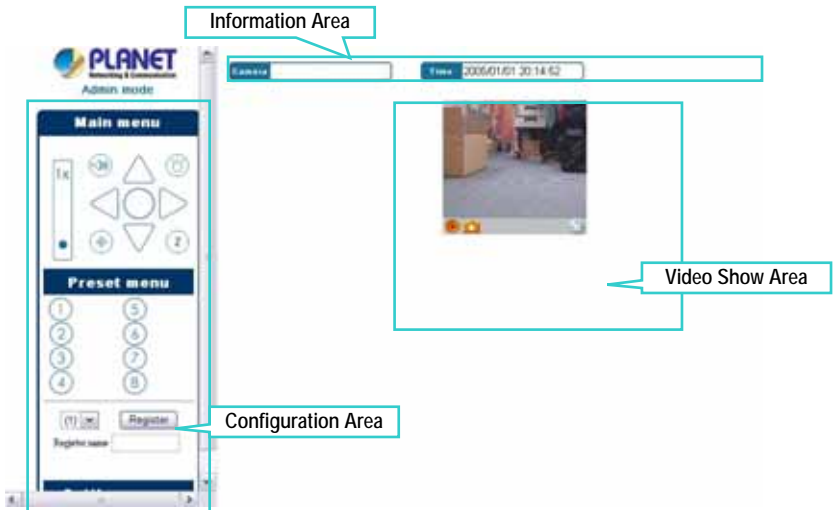 Information Area
PLANET
Networking & Communication
Admin mode
Camera
Time 2005/01/01 20:14:52
Main menu
1x
Z
Preset menu
1 5
2 6
3 7
4 8
(1) Register
Register name
Video Show Area
Configuration Area